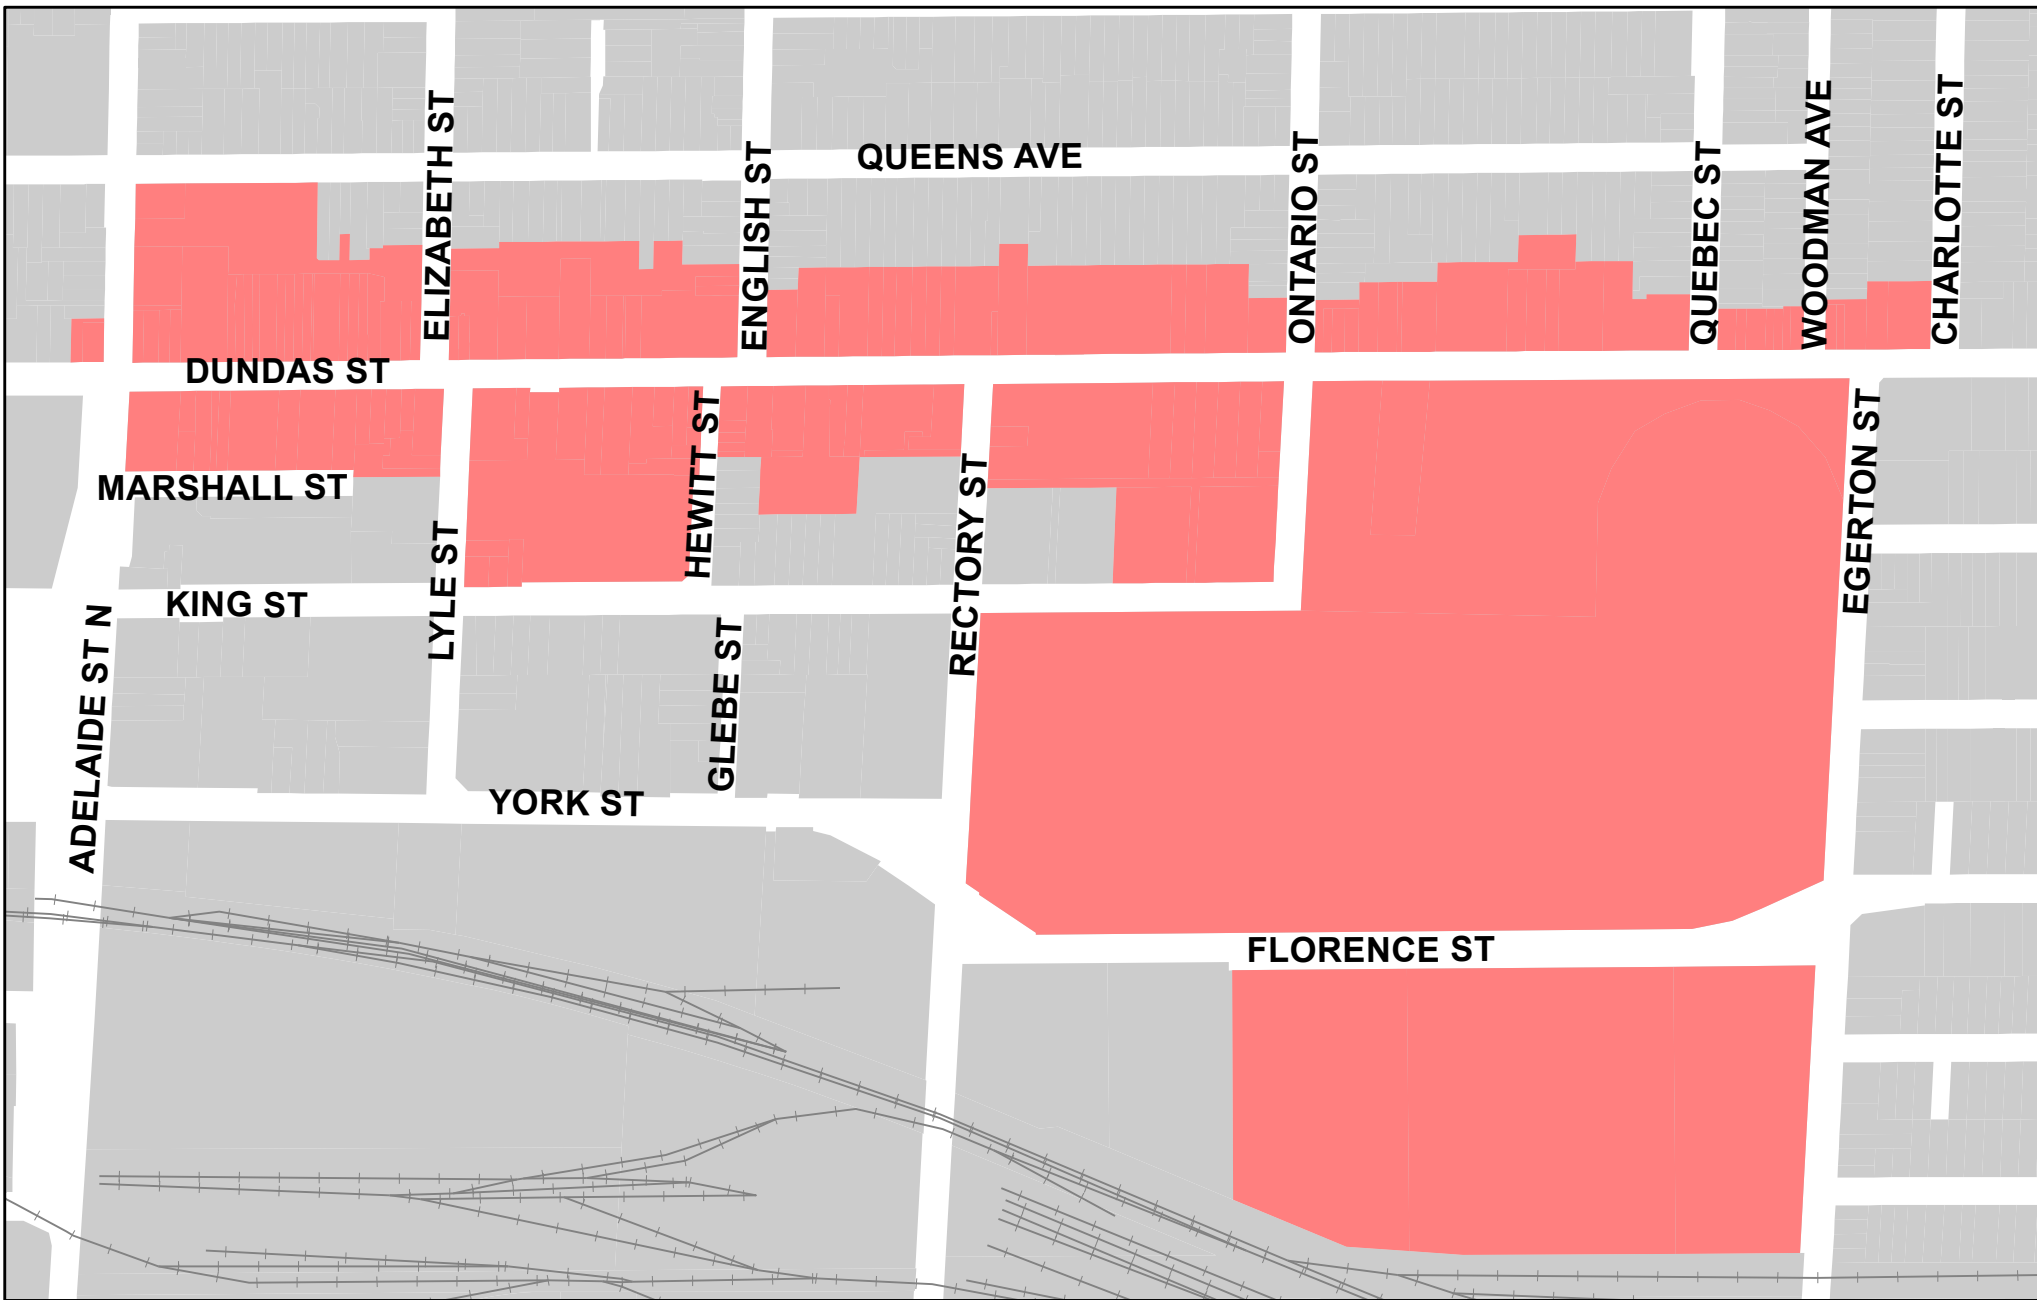 QUEENS AVE
ELIZABETH ST
ENGLISH ST
ONTARIO ST
QUEBEC ST
WOODMAN AVE
CHARLOTTE ST
DUNDAS ST
MARSHALL ST
HEWITT ST
RECTORY ST
EGERTON ST
LYLE ST
KING ST
GLEBE ST
ADELAIDE ST N
YORK ST
FLORENCE ST